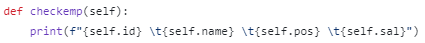 def checkemp(self):
    print(f"{self.id} \t{self.name} \t{self.pos} \t{self.sal}")